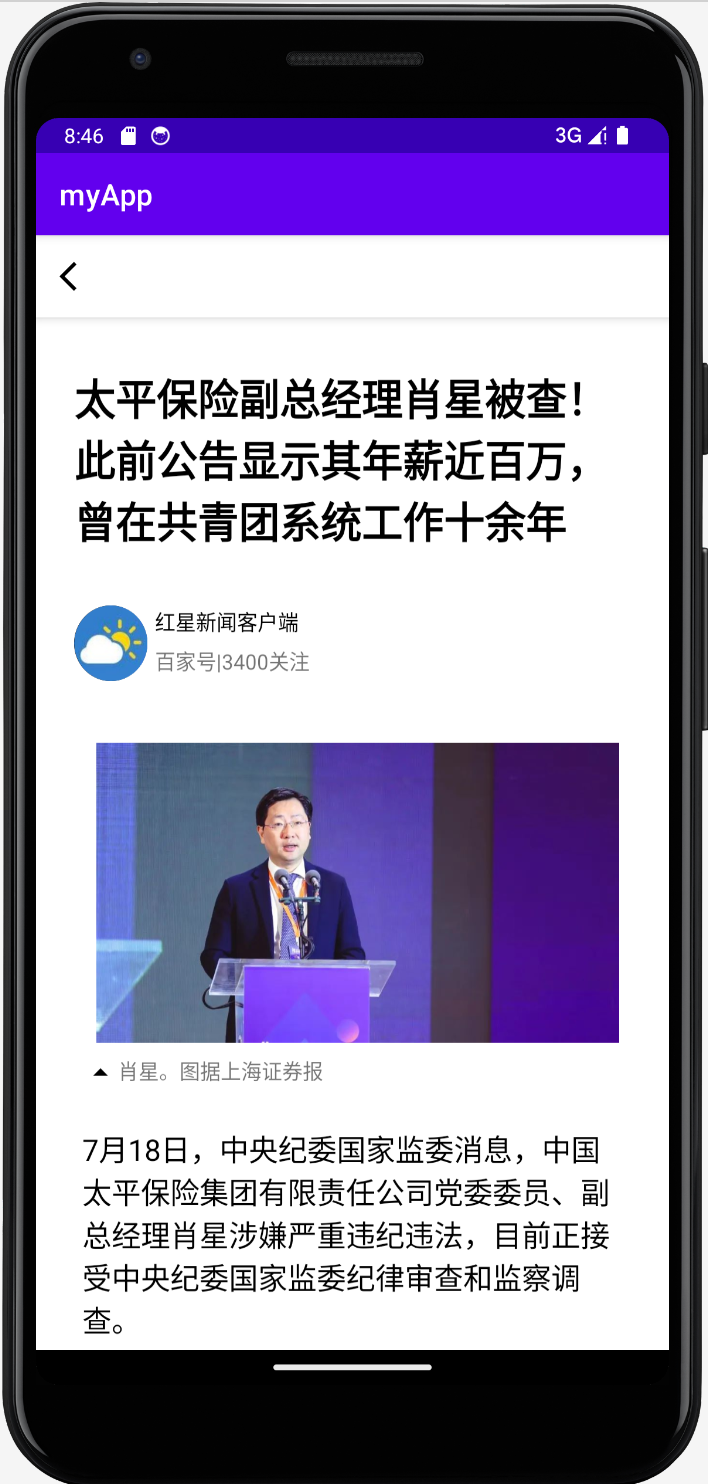 8:46
3G
myApp
太平保险副总经理肖星被查！
此前公告显示其年薪近百万，
曾在共青团系统工作十余年
红星新闻客户端
百家号|3400关注
肖星。图据上海证券报
7月18日，中央纪委国家监委消息，中国
太平保险集团有限责任公司党委委员、副
总经理肖星涉嫌严重违纪违法，目前正接
受中央纪委国家监委纪律审查和监察调
查。